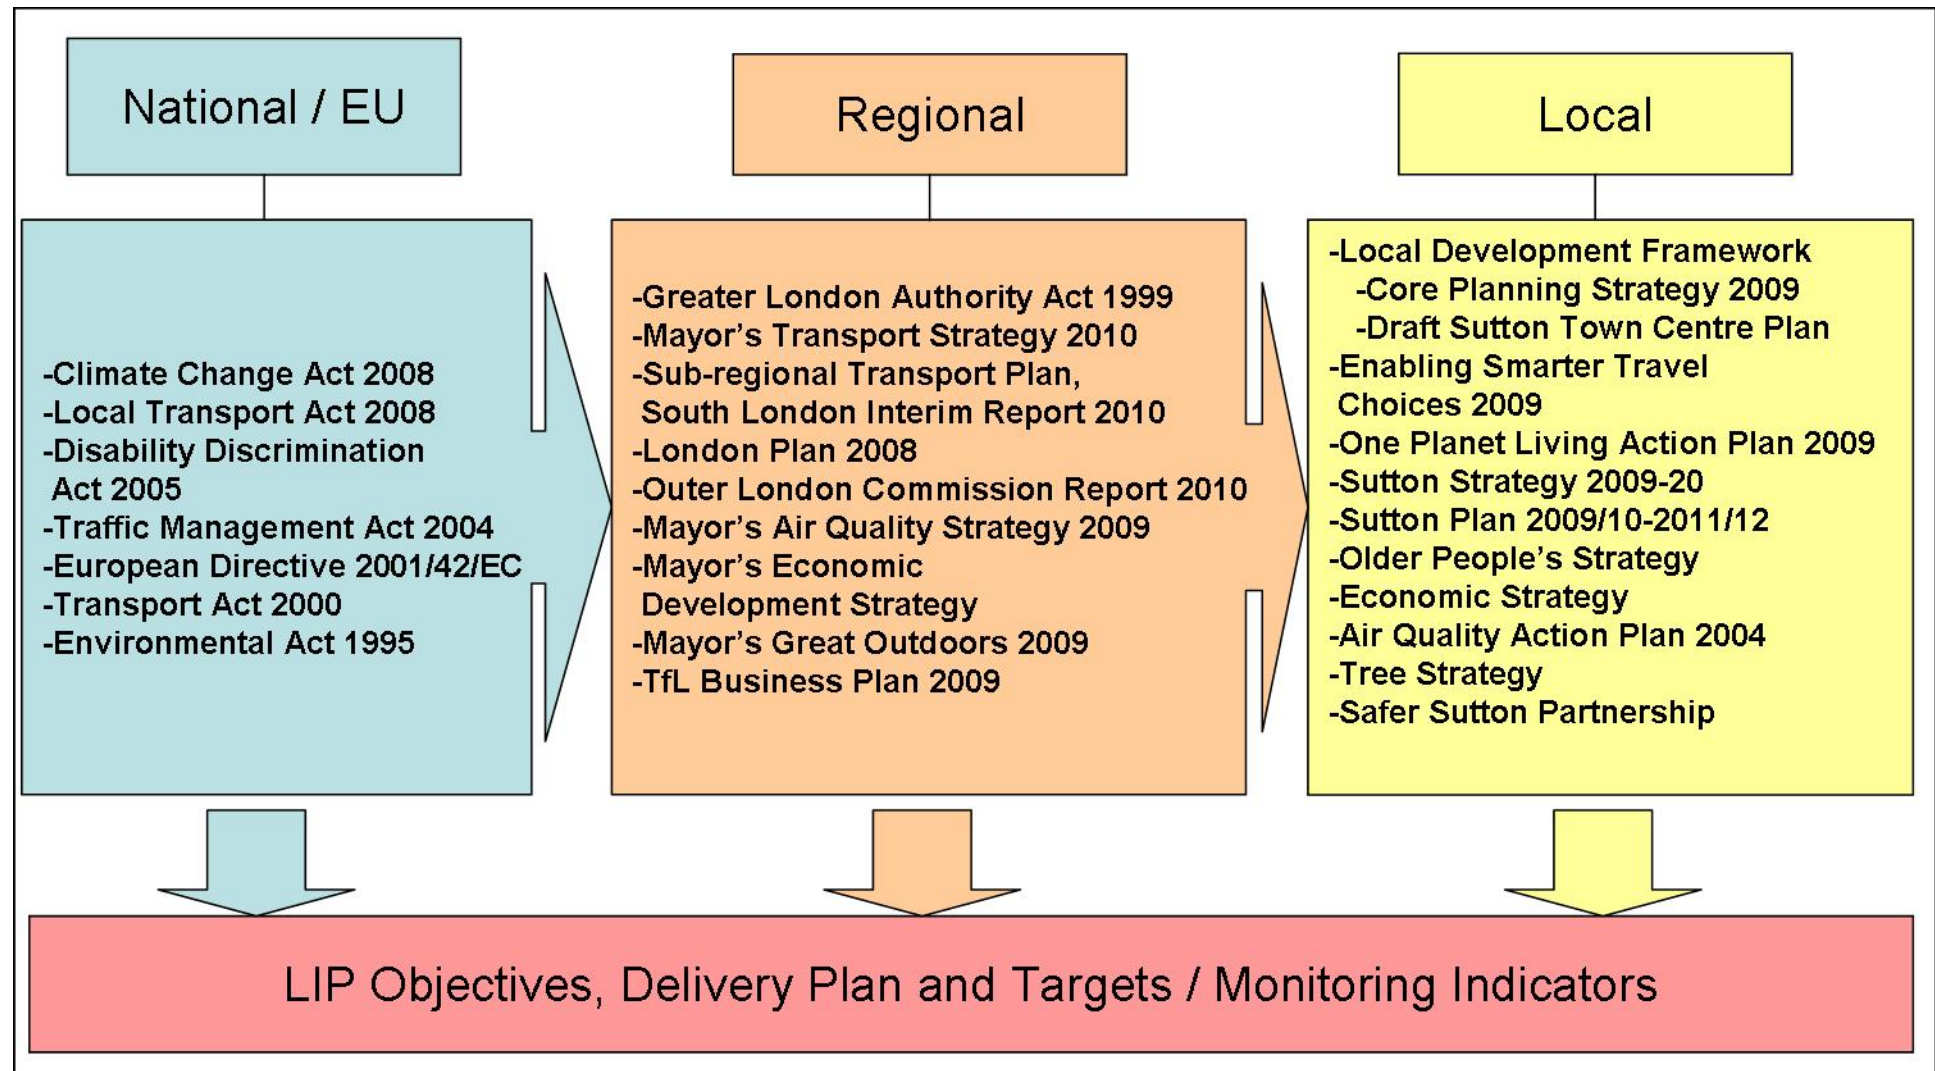 National / EU
-Climate Change Act 2008
-Local Transport Act 2008
-Disability Discrimination
Act 2005
-Traffic Management Act 2004
-European Directive 2001/42/EC
-Transport Act 2000
-Environmental Act 1995
Regional
-Greater London Authority Act 1999
-Mayor's Transport Strategy 2010
-Sub-regional Transport Plan,
South London Interim Report 2010
-London Plan 2008
-Outer London Commission Report 2010
-Mayor's Air Quality Strategy 2009
-Mayor's Economic
Development Strategy
-Mayor's Great Outdoors 2009
-TfL Business Plan 2009
Local
-Local Development Framework
-Core Planning Strategy 2009
-Draft Sutton Town Centre Plan
-Enabling Smarter Travel
Choices 2009
-One Planet Living Action Plan 2009
-Sutton Strategy 2009-20
-Sutton Plan 2009/10-2011/12
-Older People's Strategy
-Economic Strategy
-Air Quality Action Plan 2004
-Tree Strategy
-Safer Sutton Partnership
LIP Objectives, Delivery Plan and Targets / Monitoring Indicators